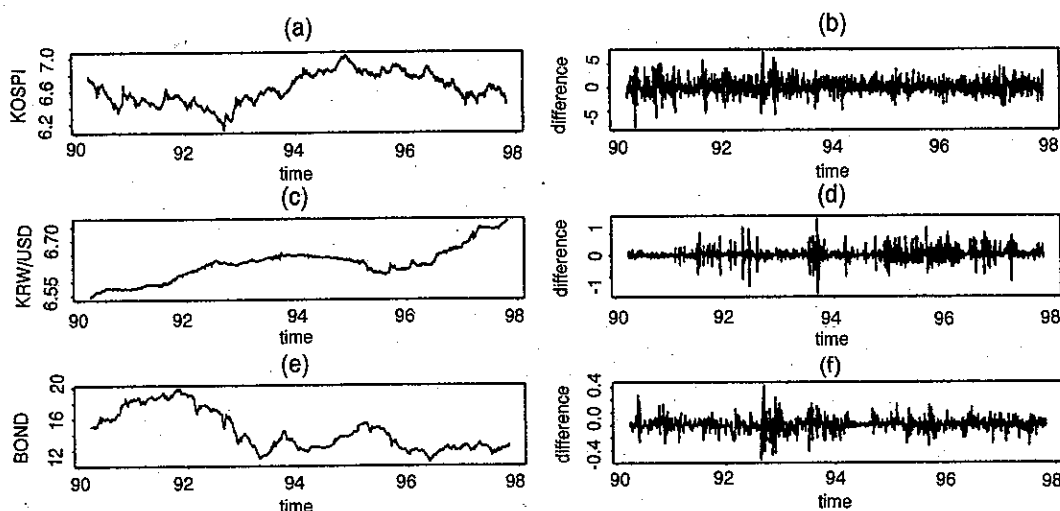 (a)
KOSPI
6.2 6.6 7.0
90 92 94 96 98
time
(b)
difference
-5 0 5
90 92 94 96 98
time
(c)
KRW/USD
6.55 6.70
90 92 94 96 98
time
(d)
difference
-1 0 1
90 92 94 96 98
time
(e)
BOND
12 16 20
90 92 94 96 98
time
(f)
difference
-0.4 0.0 0.4
90 92 94 96 98
time